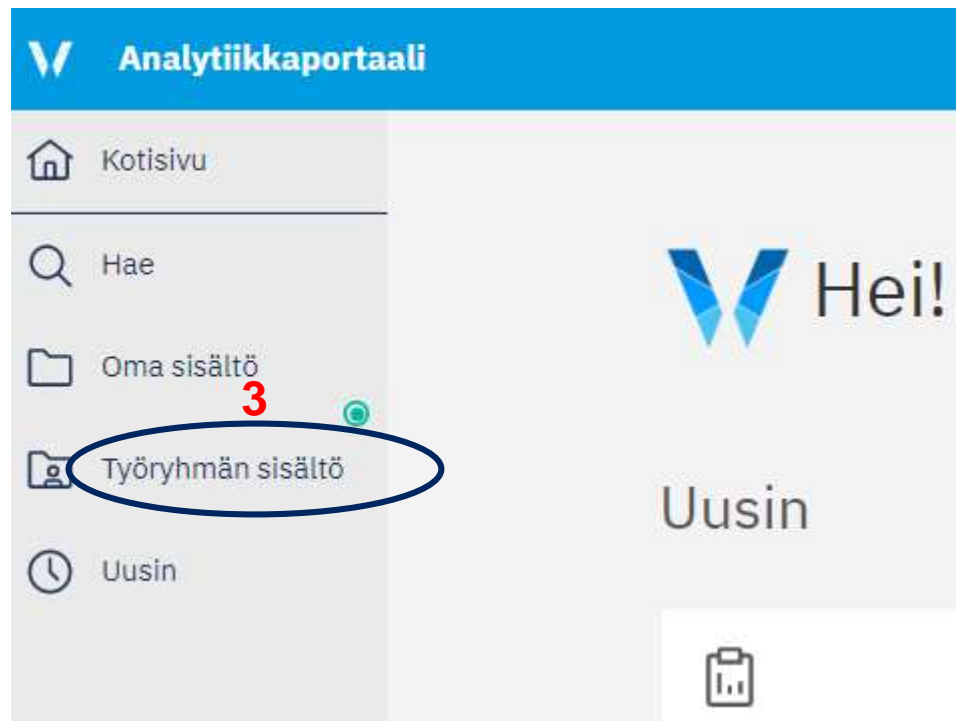 Analytiikkaportaali
Kotisivu
Hae
Hei!
Oma sisältö
3
Työryhmän sisältö
Uusin
Uusin